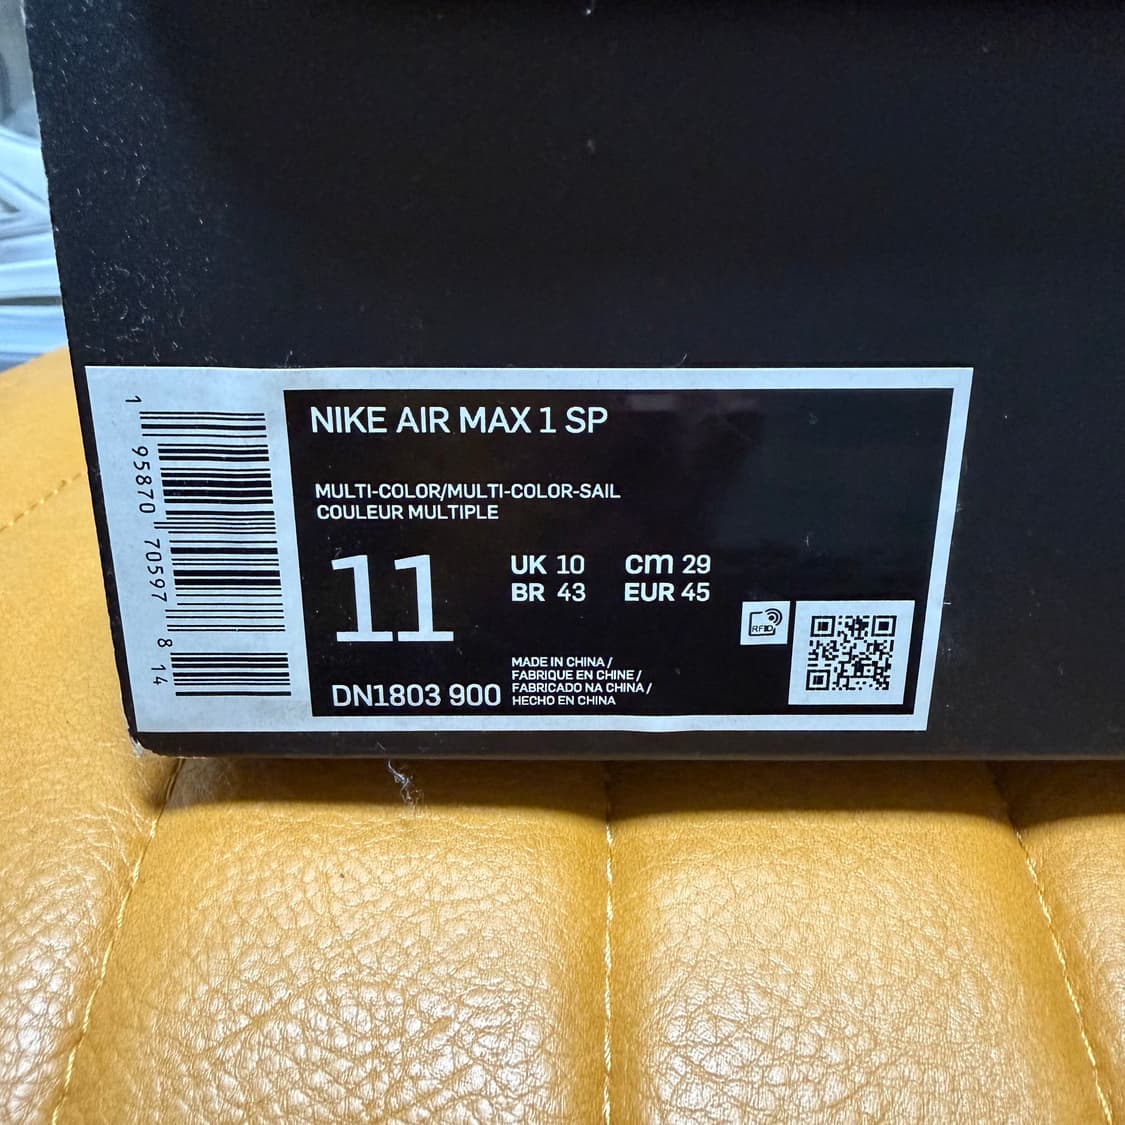 NIKE AIR MAX 1 SP
MULTI-COLOR/MULTI-COLOR-SAIL
COULEUR MULTIPLE
11
UK 10
cm 29
BR 43
EUR 45
RFID
DN1803 900
MADE IN CHINA /
FABRIQUE EN CHINE /
FABRICADO NA CHINA /
HECHO EN CHINA
1 95870 70597 8 14